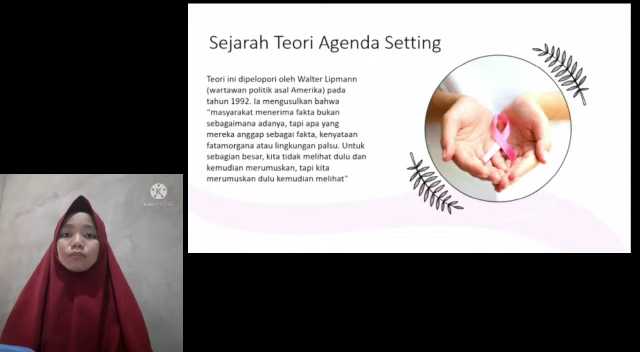 Sejarah Teori Agenda Setting
Teori ini dipelopori oleh Walter Lipmann
(wartawan politik asal Amerika) pada
tahun 1992. Ia mengusulkan bahwa
"masyarakat menerima fakta bukan
sebagaimana adanya, tapi apa yang
mereka anggap sebagai fakta, kenyataan
fatamorgana atau lingkungan palsu. Untuk
sebagian besar, kita tidak melihat dulu dan
kemudian merumuskan, tapi kita
merumuskan dulu kemudian melihat"